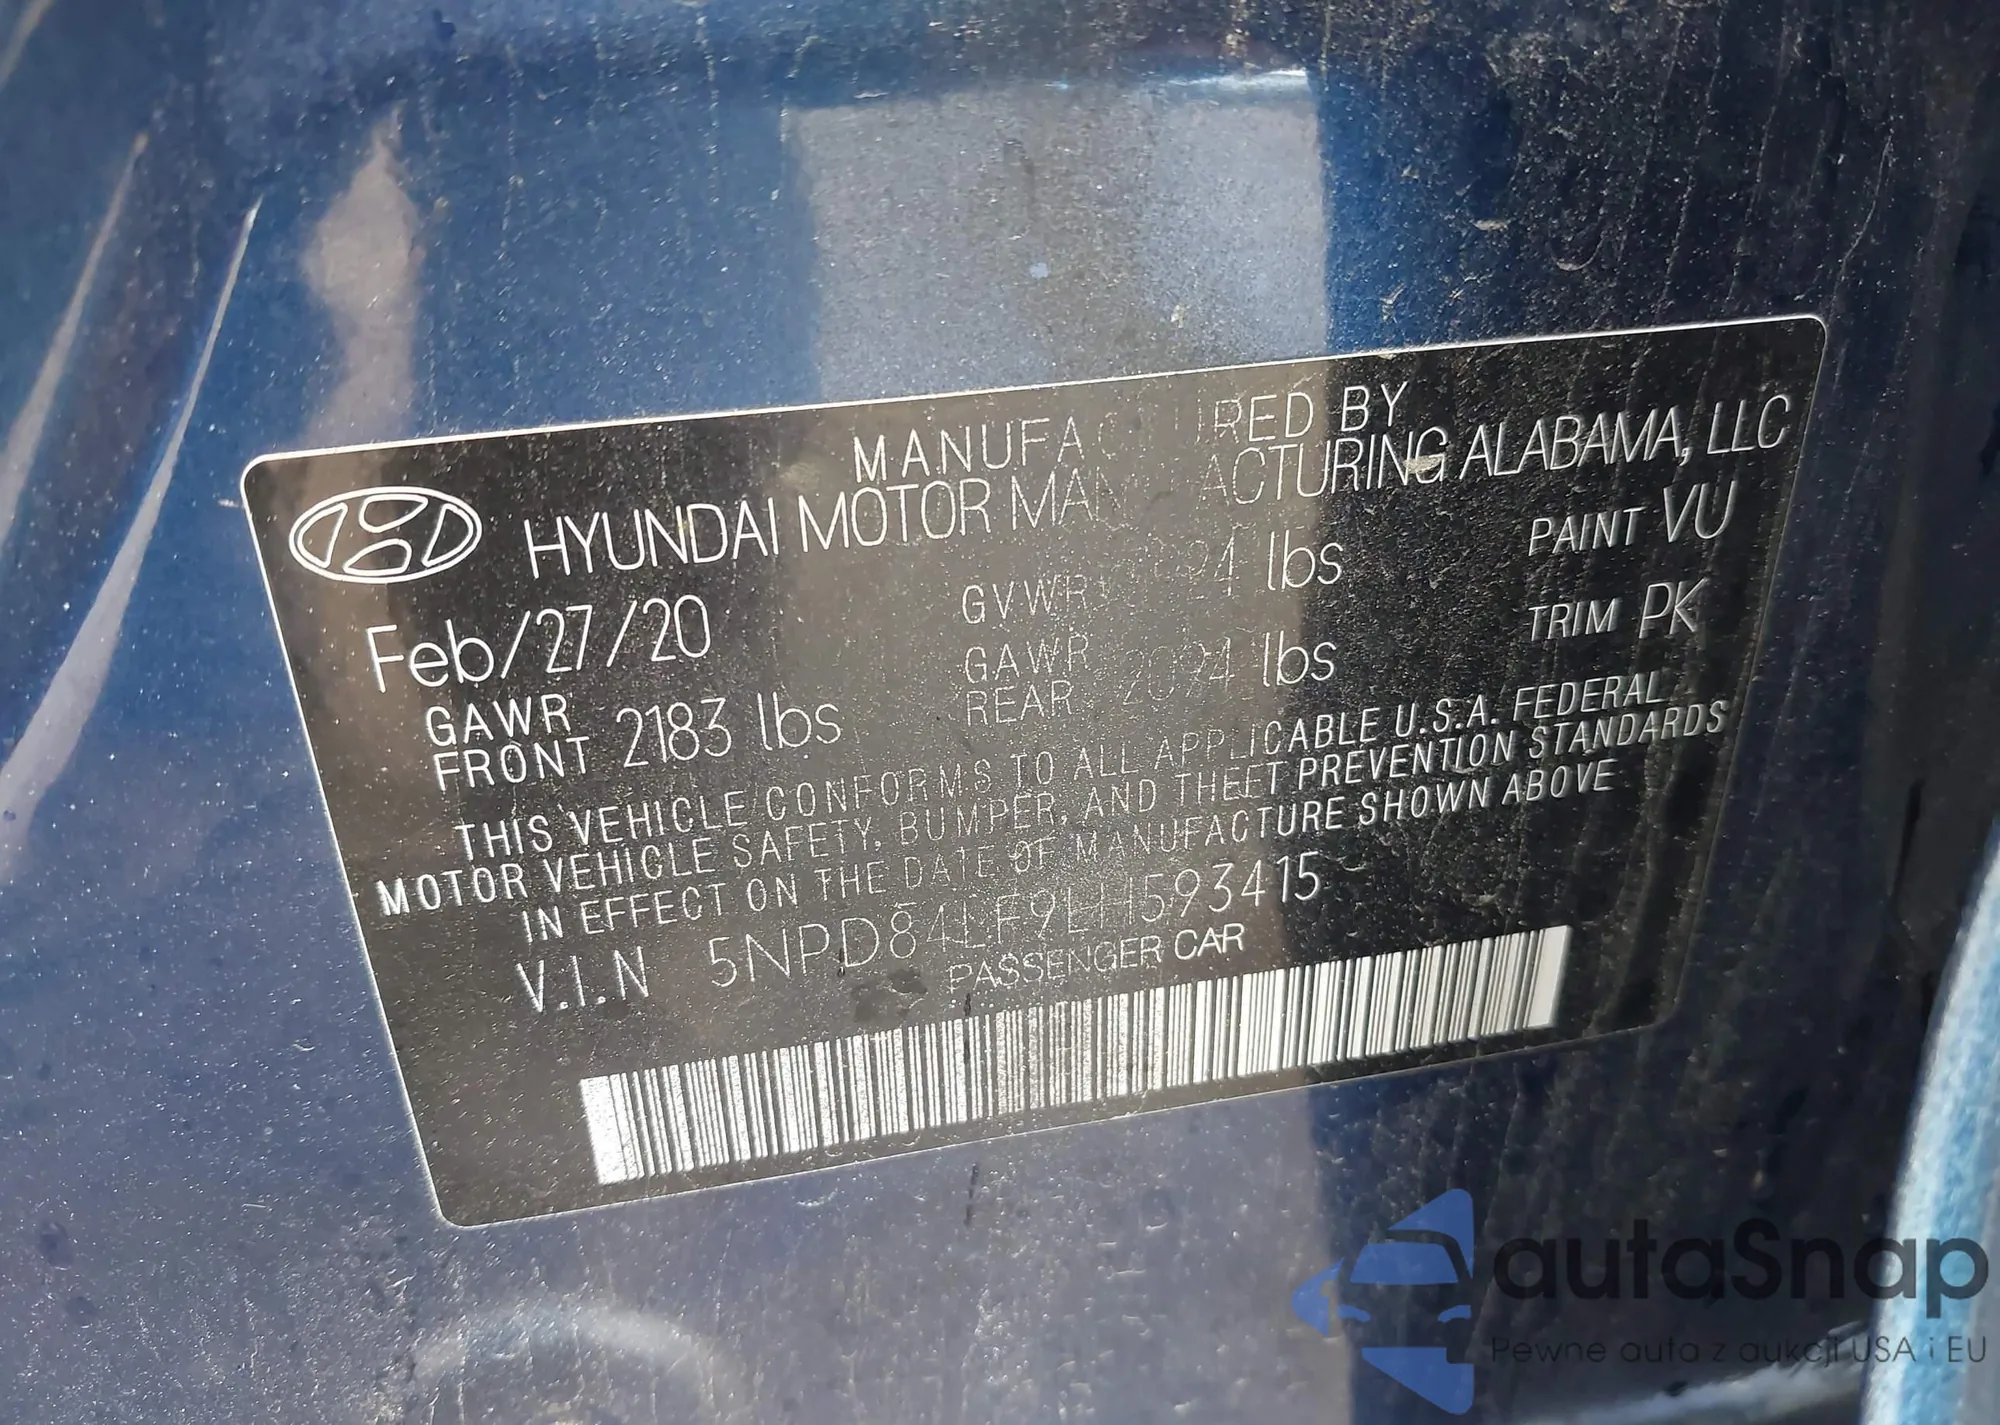 MANUFACTURED BY
HYUNDAI MOTOR MANUFACTURING ALABAMA, LLC
Feb/27/20 GVWR lbs PAINT VU
GAWR FRONT 2183 lbs GAWR REAR 2094 lbs TRIM PK
THIS VEHICLE CONFORMS TO ALL APPLICABLE U.S.A. FEDERAL
MOTOR VEHICLE SAFETY, BUMPER, AND THEFT PREVENTION STANDARDS
IN EFFECT ON THE DATE OF MANUFACTURE SHOWN ABOVE
V.I.N 5NPD84LF9LH593415
PASSENGER CAR
autaSnap
Pewne auta z aukcji USA i EU